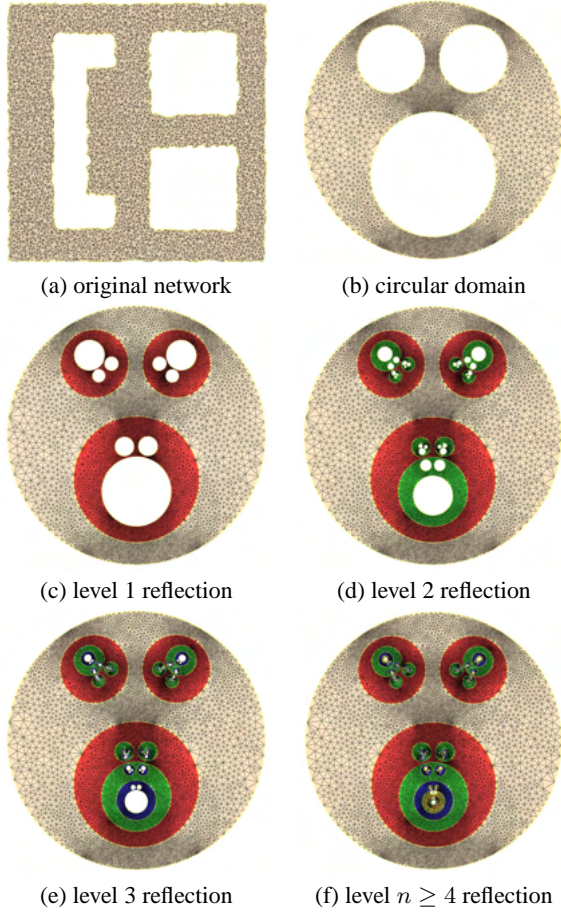 (a) original network
(b) circular domain
(c) level 1 reflection
(d) level 2 reflection
(e) level 3 reflection
(f) level n ≥ 4 reflection